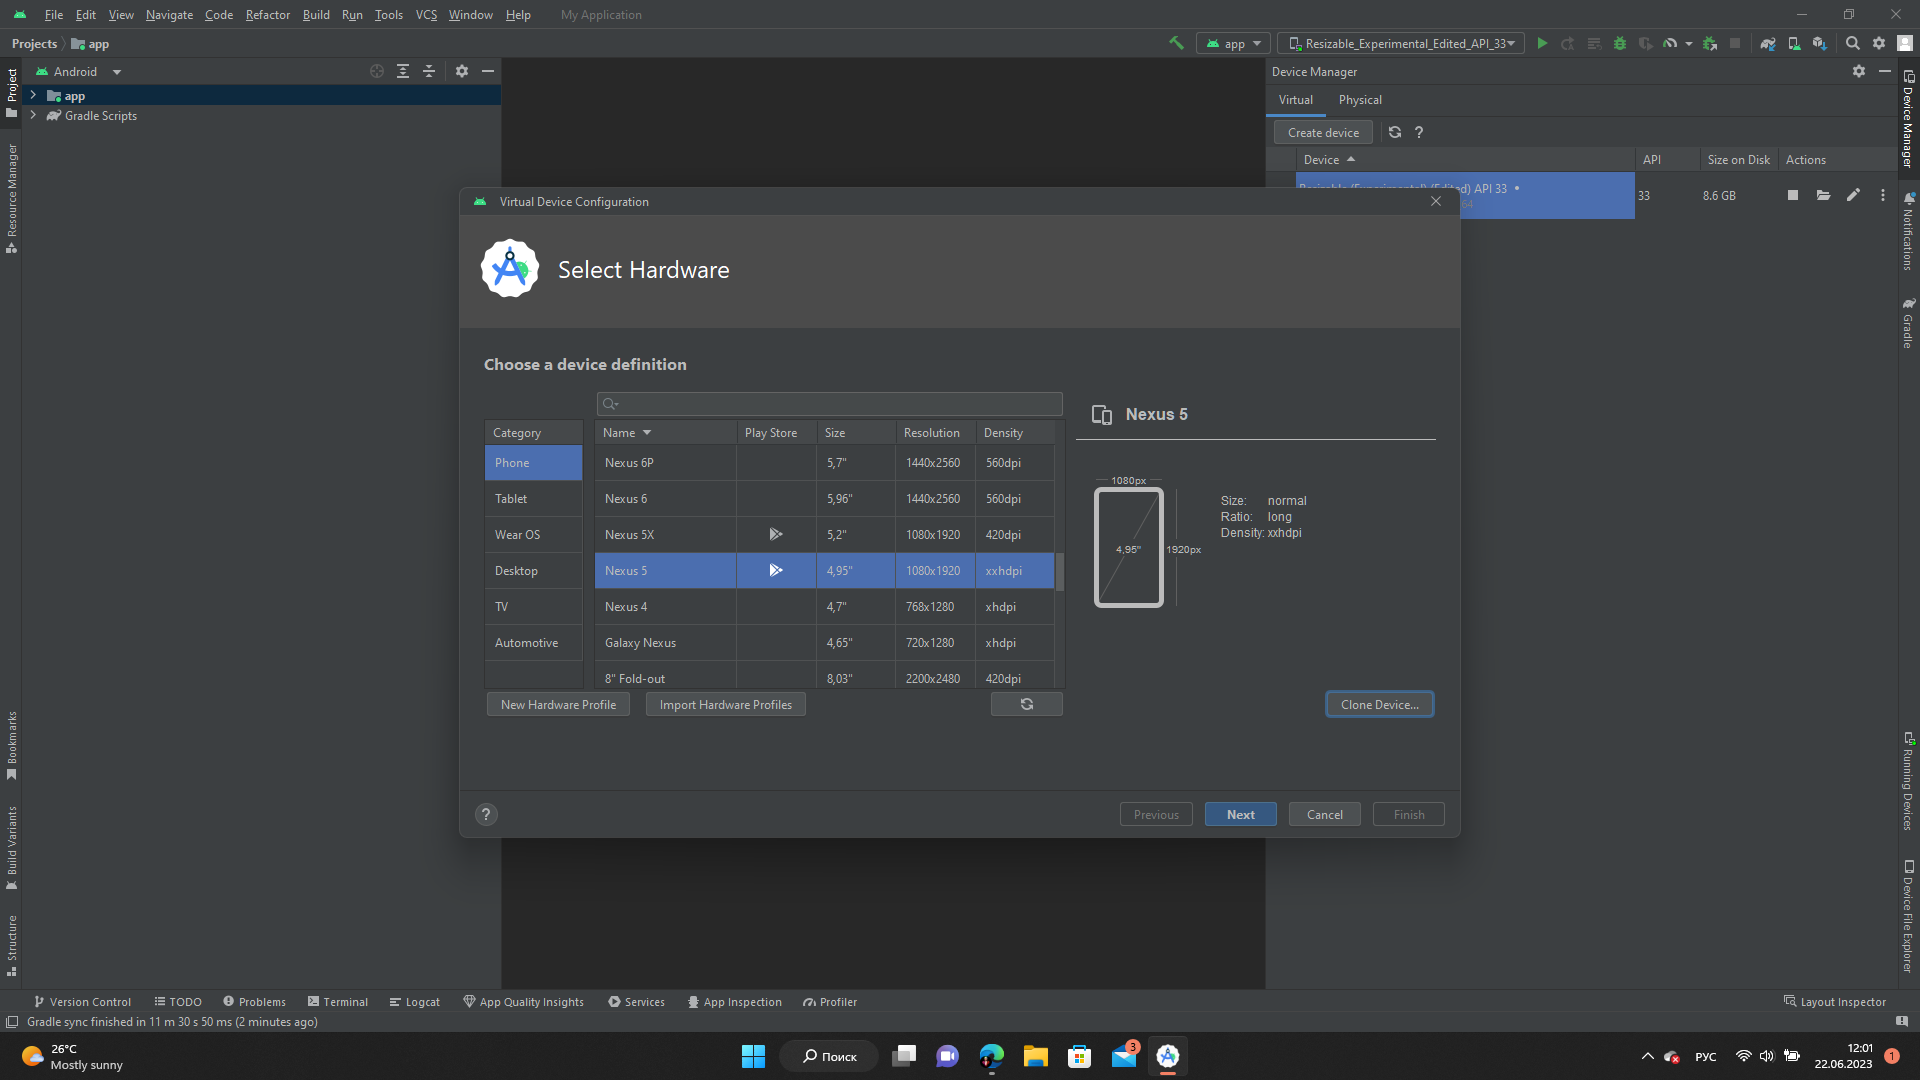 File Edit View Navigate Code Refactor Build Run Tools VCS Window Help My Application
Projects app
app Resizable_Experimental_Edited_API_33
Android
app
Gradle Scripts
Project
Resource Manager
Bookmarks
Build Variants
Structure
Device Manager
Virtual Physical
Create device ?
Device API Size on Disk Actions
API 33
33 8.6 GB
Device Manager
Notifications
Gradle
Running Devices
Device File Explorer
Virtual Device Configuration
Select Hardware
Choose a device definition
Category
Phone
Tablet
Wear OS
Desktop
TV
Automotive
Name Play Store Size Resolution Density
Nexus 6P 5,7" 1440x2560 560dpi
Nexus 6 5,96" 1440x2560 560dpi
Nexus 5X 5,2" 1080x1920 420dpi
Nexus 5 4,95" 1080x1920 xxhdpi
Nexus 4 4,7" 768x1280 xhdpi
Galaxy Nexus 4,65" 720x1280 xhdpi
8" Fold-out 8,03" 2200x2480 420dpi
New Hardware Profile Import Hardware Profiles
Nexus 5
1080px
4,95"
1920px
Size: normal
Ratio: long
Density: xxhdpi
Clone Device...
? Previous Next Cancel Finish
Version Control TODO Problems Terminal Logcat App Quality Insights Services App Inspection Profiler Layout Inspector
Gradle sync finished in 11 m 30 s 50 ms (2 minutes ago)
26°C
Mostly sunny
Поиск
3
РУС
12:01
22.06.2023
1